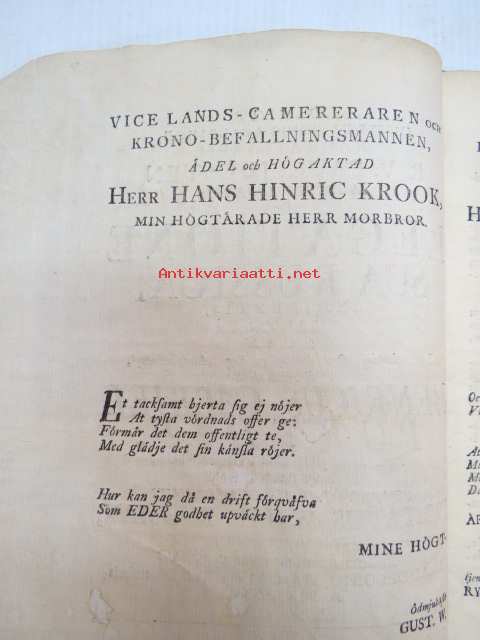 VICE LANDS-CAMERERAREN OCH
KRONO-BEFALLNINGSMANNEN,
ÅDEL och HÖGAKTAD
HERR HANS HINRIC KROOK,
MIN HÖGTÄRADE HERR MORBROR.
Antikvariaatti.net
Et tacksamt hjerta sig ej nöjer
At tysta vördnads offer ge:
Förmår det dem offentligt te,
Med glädje det sin känsla röjer.
Hur kan jag då en drift förqväfva
Som EDER godhet upväckt har,
MINE HÖGT-
Ödmjuk
GUST. W.